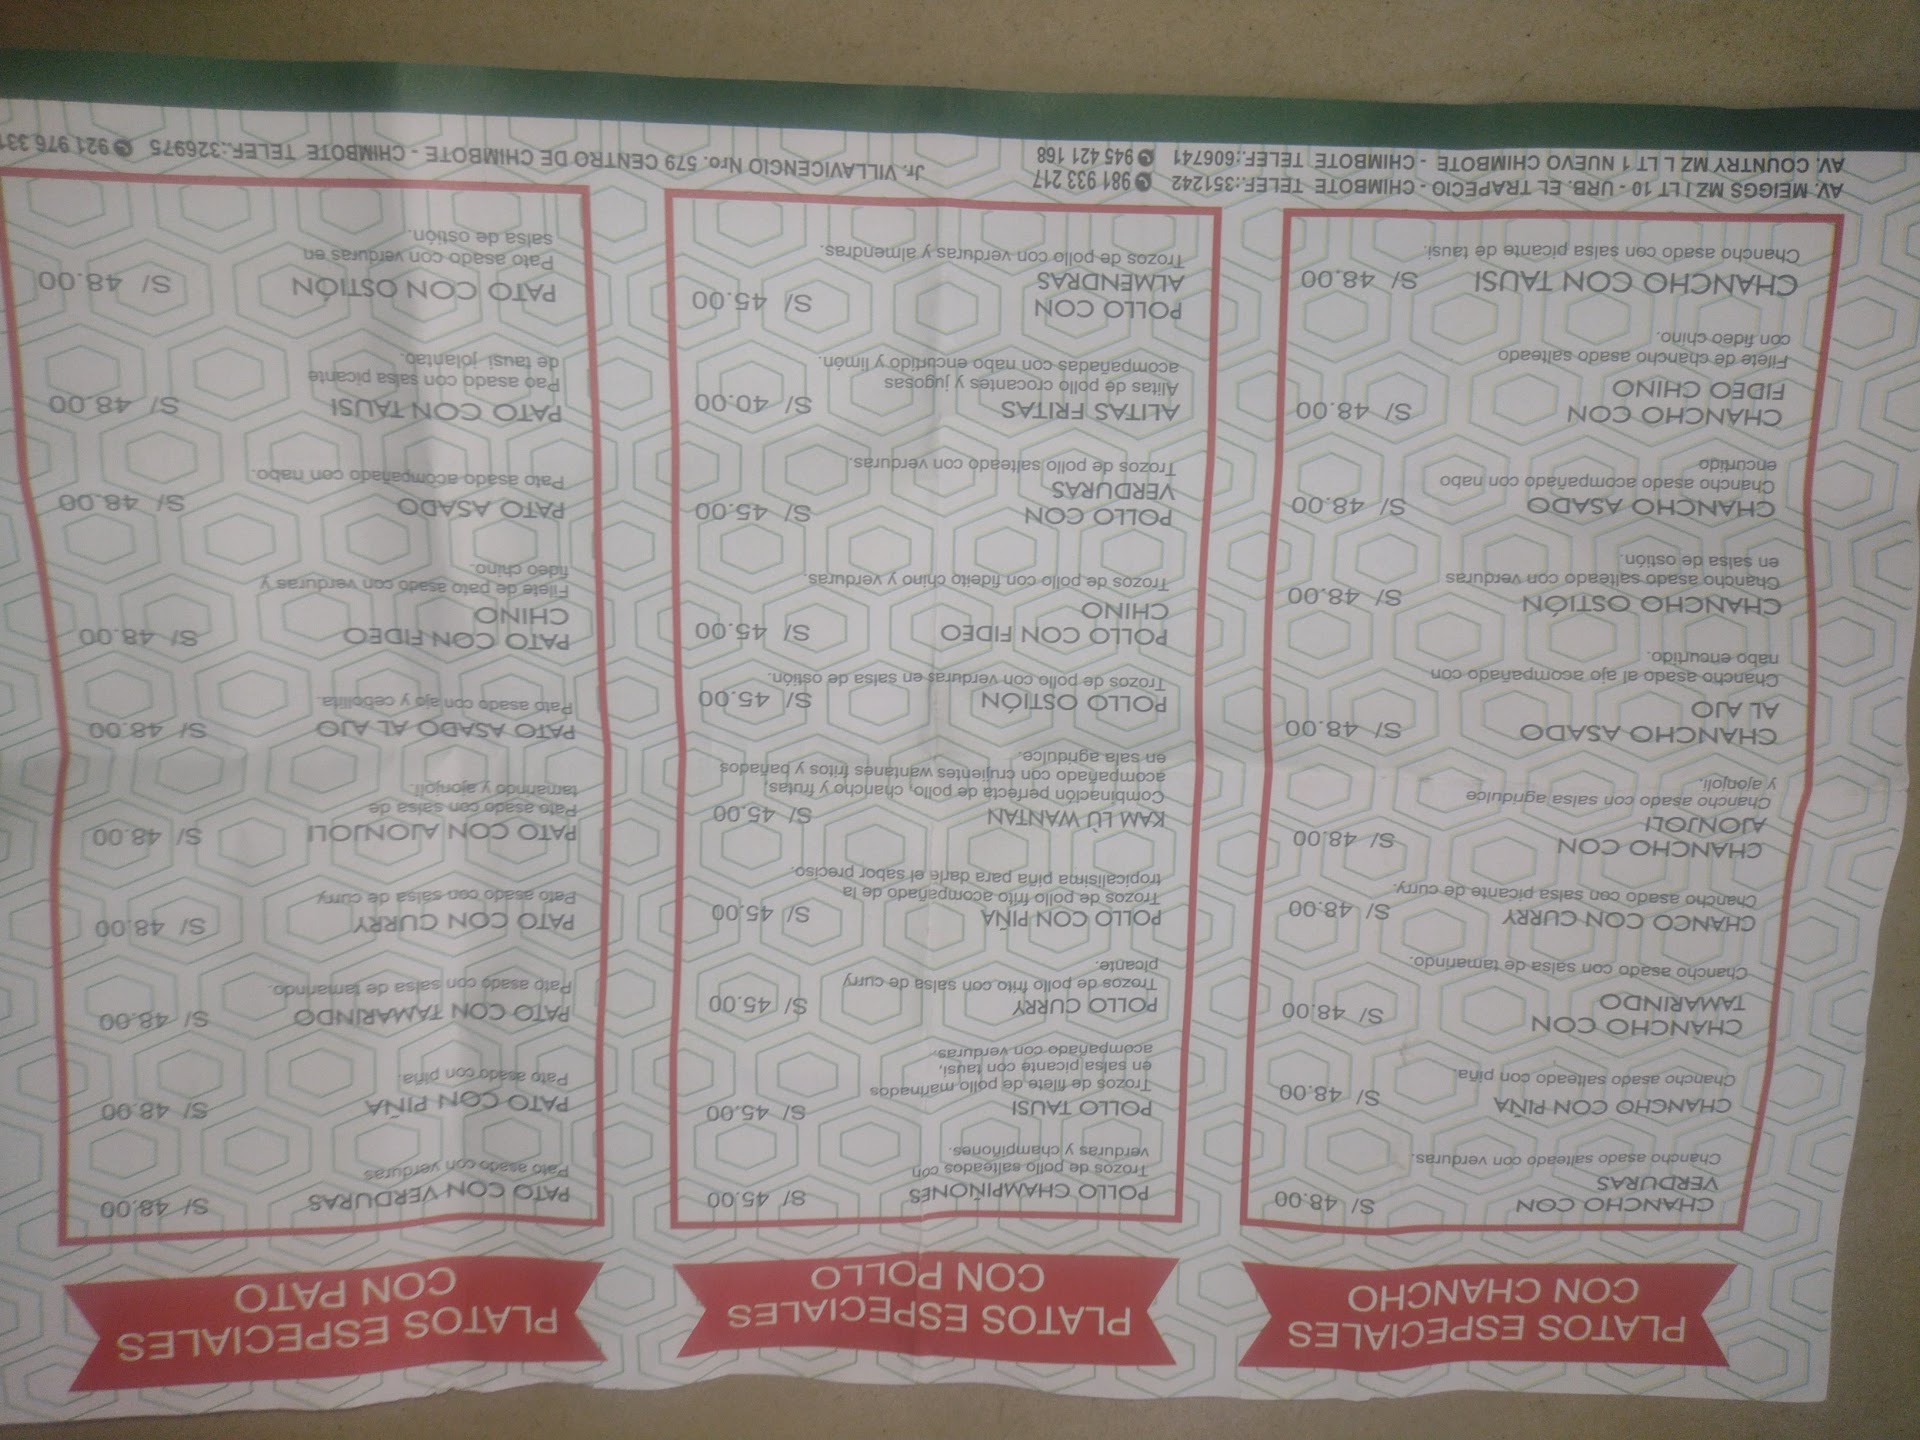 PLATOS ESPECIALES
CON CHANCHO
CHANCHO CON S/ 48.00
VERDURAS
Chancho asado salteado con verduras.
CHANCHO CON PIÑA S/ 48.00
Chancho asado salteado con piña.
CHANCHO CON S/ 48.00
TAMARINDO
Chancho asado con salsa de tamarindo.
CHANCO CON CURRY S/ 48.00
Chancho asado con salsa picante de curry.
CHANCHO CON S/ 48.00
AJONJOLI
Chancho asado con salsa agridulce
y ajonjolí.
CHANCHO ASADO S/ 48.00
AL AJO
Chancho asado al ajo acompañado con
nabo encurtido.
CHANCHO OSTIÓN S/ 48.00
Chancho asado salteado con verduras
en salsa de ostión.
CHANCHO ASADO S/ 48.00
Chancho asado acompañado con nabo
encurtido
CHANCHO CON S/ 48.00
FIDEO CHINO
Filete de chancho asado salteado
con fideo chino.
CHANCHO CON TAUSI S/ 48.00
Chancho asado con salsa picante de tausi.
PLATOS ESPECIALES
CON POLLO
POLLO CHAMPIÑONES S/ 45.00
Trozos de pollo salteados con
verduras y champiñones.
POLLO TAUSI S/ 45.00
Trozos de filete de pollo marinados
en salsa picante con tausi,
acompañado con verduras.
POLLO CURRY S/ 45.00
Trozos de pollo frito con salsa de curry
picante.
POLLO CON PIÑA S/ 45.00
Trozos de pollo frito acompañado de la
tropicalisima piña para darle el sabor preciso.
KAM LÚ WANTAN S/ 45.00
Combinación perfecta de pollo, chancho y frutas,
acompañado con crujientes wantanes fritos y bañados
en sala agridulce.
POLLO OSTIÓN S/ 45.00
Trozos de pollo con verduras en salsa de ostión.
POLLO CON FIDEO S/ 45.00
CHINO
Trozos de pollo con fideito chino y verduras.
POLLO CON S/ 45.00
VERDURAS
Trozos de pollo salteado con verduras.
ALITAS FRITAS S/ 40.00
Alitas de pollo crocantes y jugosas
acompañadas con nabo encurtido y limón.
POLLO CON S/ 45.00
ALMENDRAS
Trozos de pollo con verduras y almendras.
PLATOS ESPECIALES
CON PATO
PATO CON VERDURAS S/ 48.00
Pato asado con verduras
PATO CON PIÑA S/ 48.00
Pato asado con piña.
PATO CON TAMARINDO S/ 48.00
Pato asado con salsa de tamarindo.
PATO CON CURRY S/ 48.00
Pato asado con salsa de curry
PATO CON AJONJOLI S/ 48.00
Pato asado con salsa de
tamarindo y ajonjolí.
PATO ASADO AL AJO S/ 48.00
Pato asado con ajo y cebollita.
PATO CON FIDEO S/ 48.00
CHINO
Filete de pato asado con verduras y
fideo chino.
PATO ASADO S/ 48.00
Pato asado acompañado con nabo.
PATO CON TAUSI S/ 48.00
Pao asado con salsa picante
de tausi jolantao.
PATO CON OSTIÓN S/ 48.00
Pato asado con verduras en
salsa de ostión.
AV. MEIGGS MZ I LT 10 - URB. EL TRAPECIO - CHIMBOTE TELEF.:351242 981 933 217
AV. COUNTRY MZ L LT 1 NUEVO CHIMBOTE - CHIMBOTE TELEF.:606741 945 421 168
Jr. VILLAVICENCIO Nro. 579 CENTRO DE CHIMBOTE - CHIMBOTE TELEF.:326975 921 976 331